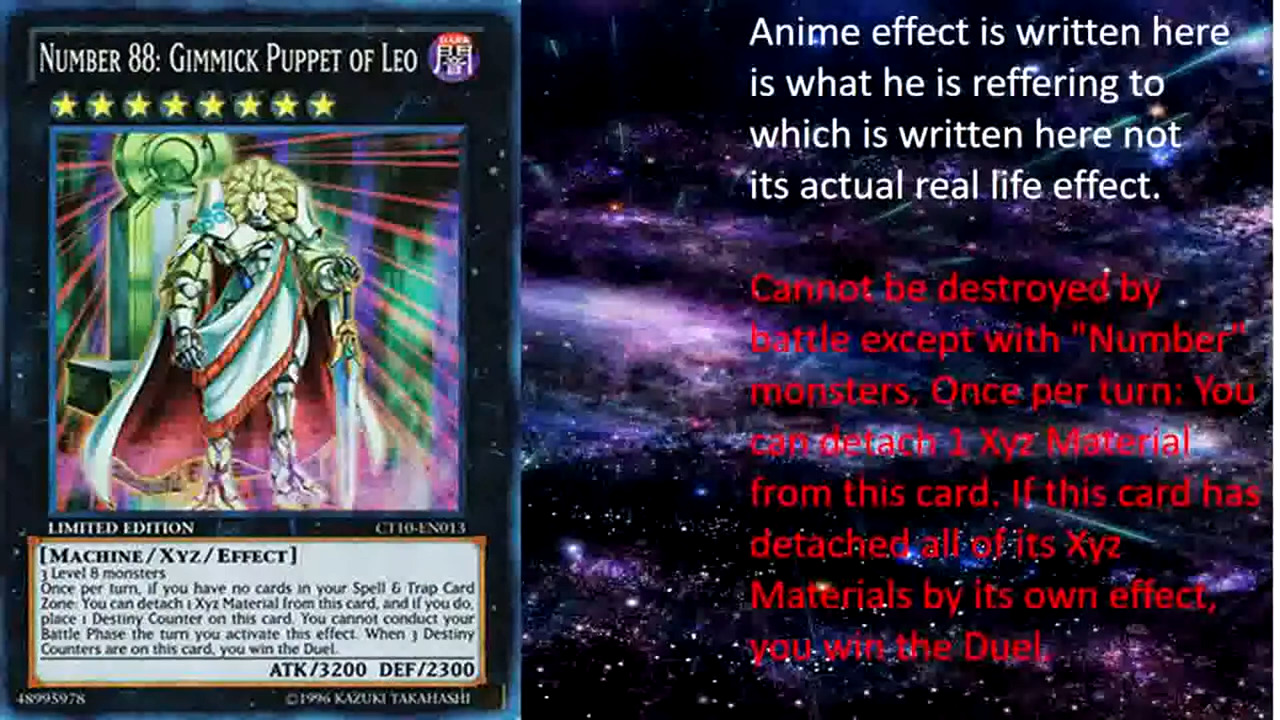 NUMBER 88: GIMMICK PUPPET OF LEO
DARK
闇
LIMITED EDITION CT10-EN013
[MACHINE/XYZ/EFFECT]
3 Level 8 monsters
Once per turn, if you have no cards in your Spell & Trap Card
Zone: You can detach 1 Xyz Material from this card, and if you do,
place 1 Destiny Counter on this card. You cannot conduct your
Battle Phase the turn you activate this effect. When 3 Destiny
Counters are on this card, you win the Duel.
ATK/3200 DEF/2300
48995978 ©1996 KAZUKI TAKAHASHI
Anime effect is written here
is what he is reffering to
which is written here not
its actual real life effect.
Cannot be destroyed by
battle except with "Number"
monsters. Once per turn: You
can detach 1 Xyz Material
from this card. If this card has
detached all of its Xyz
Materials by its own effect,
you win the Duel.